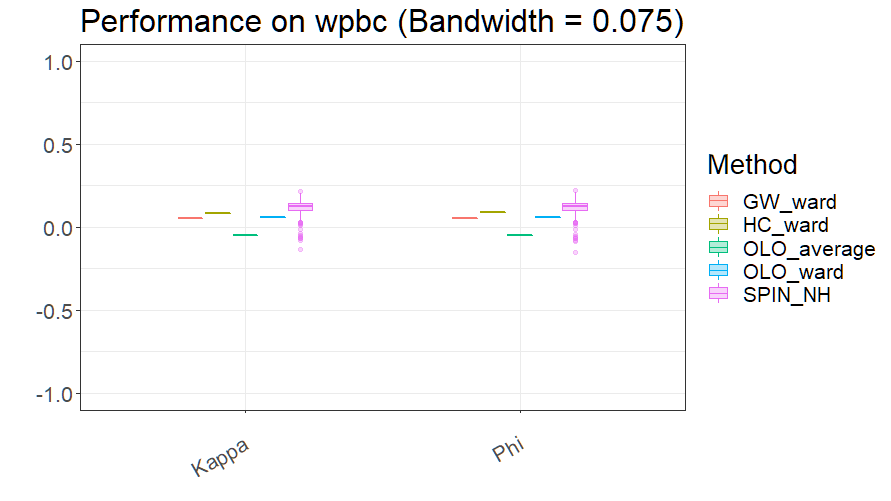 Performance on wpbc (Bandwidth = 0.075)
1.0
0.5
0.0
-0.5
-1.0
Kappa
Phi
Method
GW_ward
HC_ward
OLO_average
OLO_ward
SPIN_NH